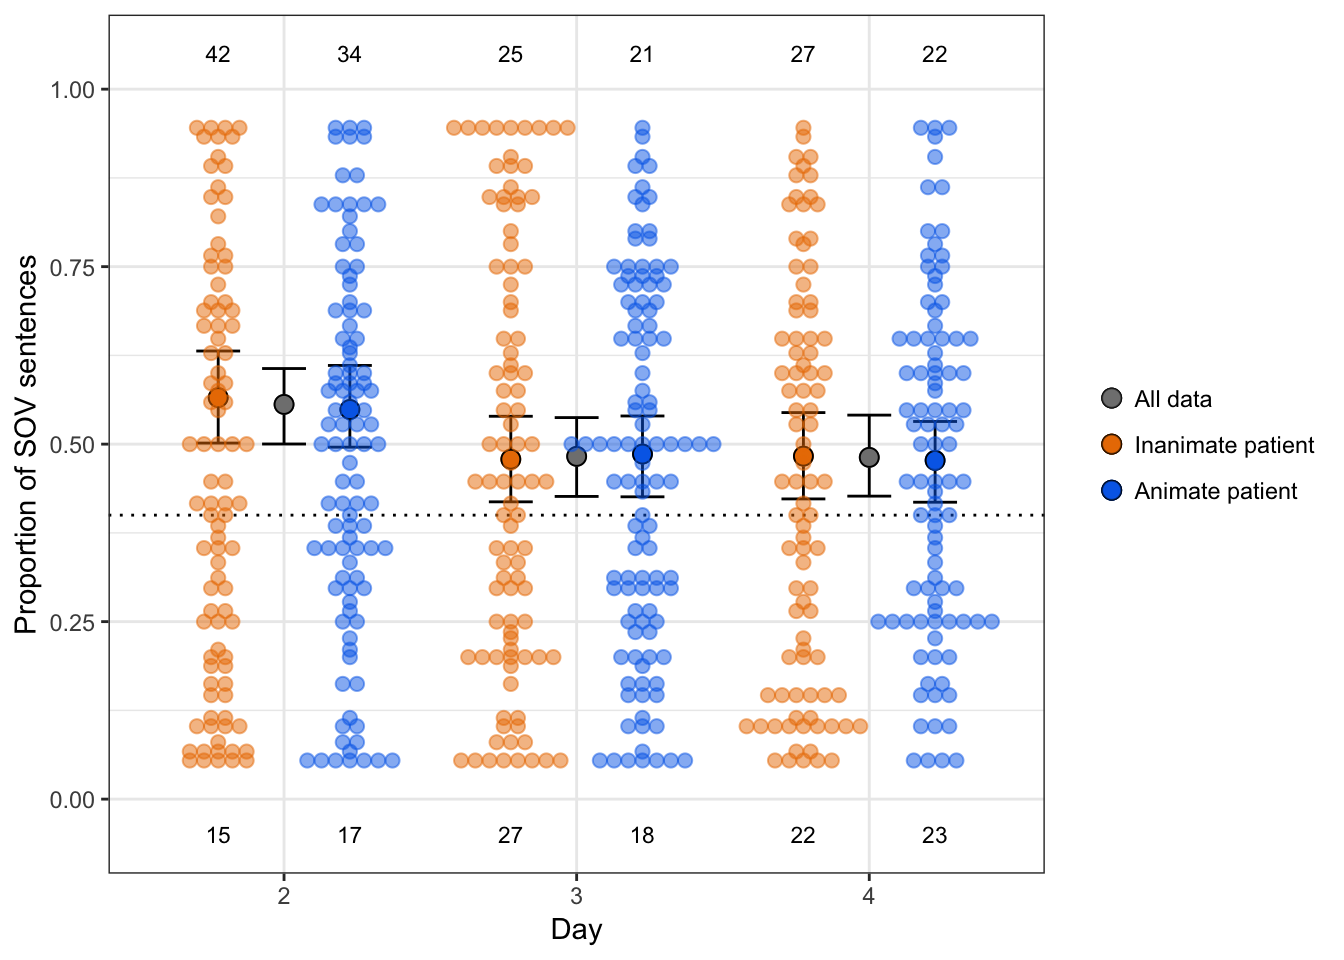 42 34 25 21 27 22
1.00
0.75
0.50
0.25
0.00
Proportion of SOV sentences
15 17 27 18 22 23
2 3 4
Day
All data
Inanimate patient
Animate patient